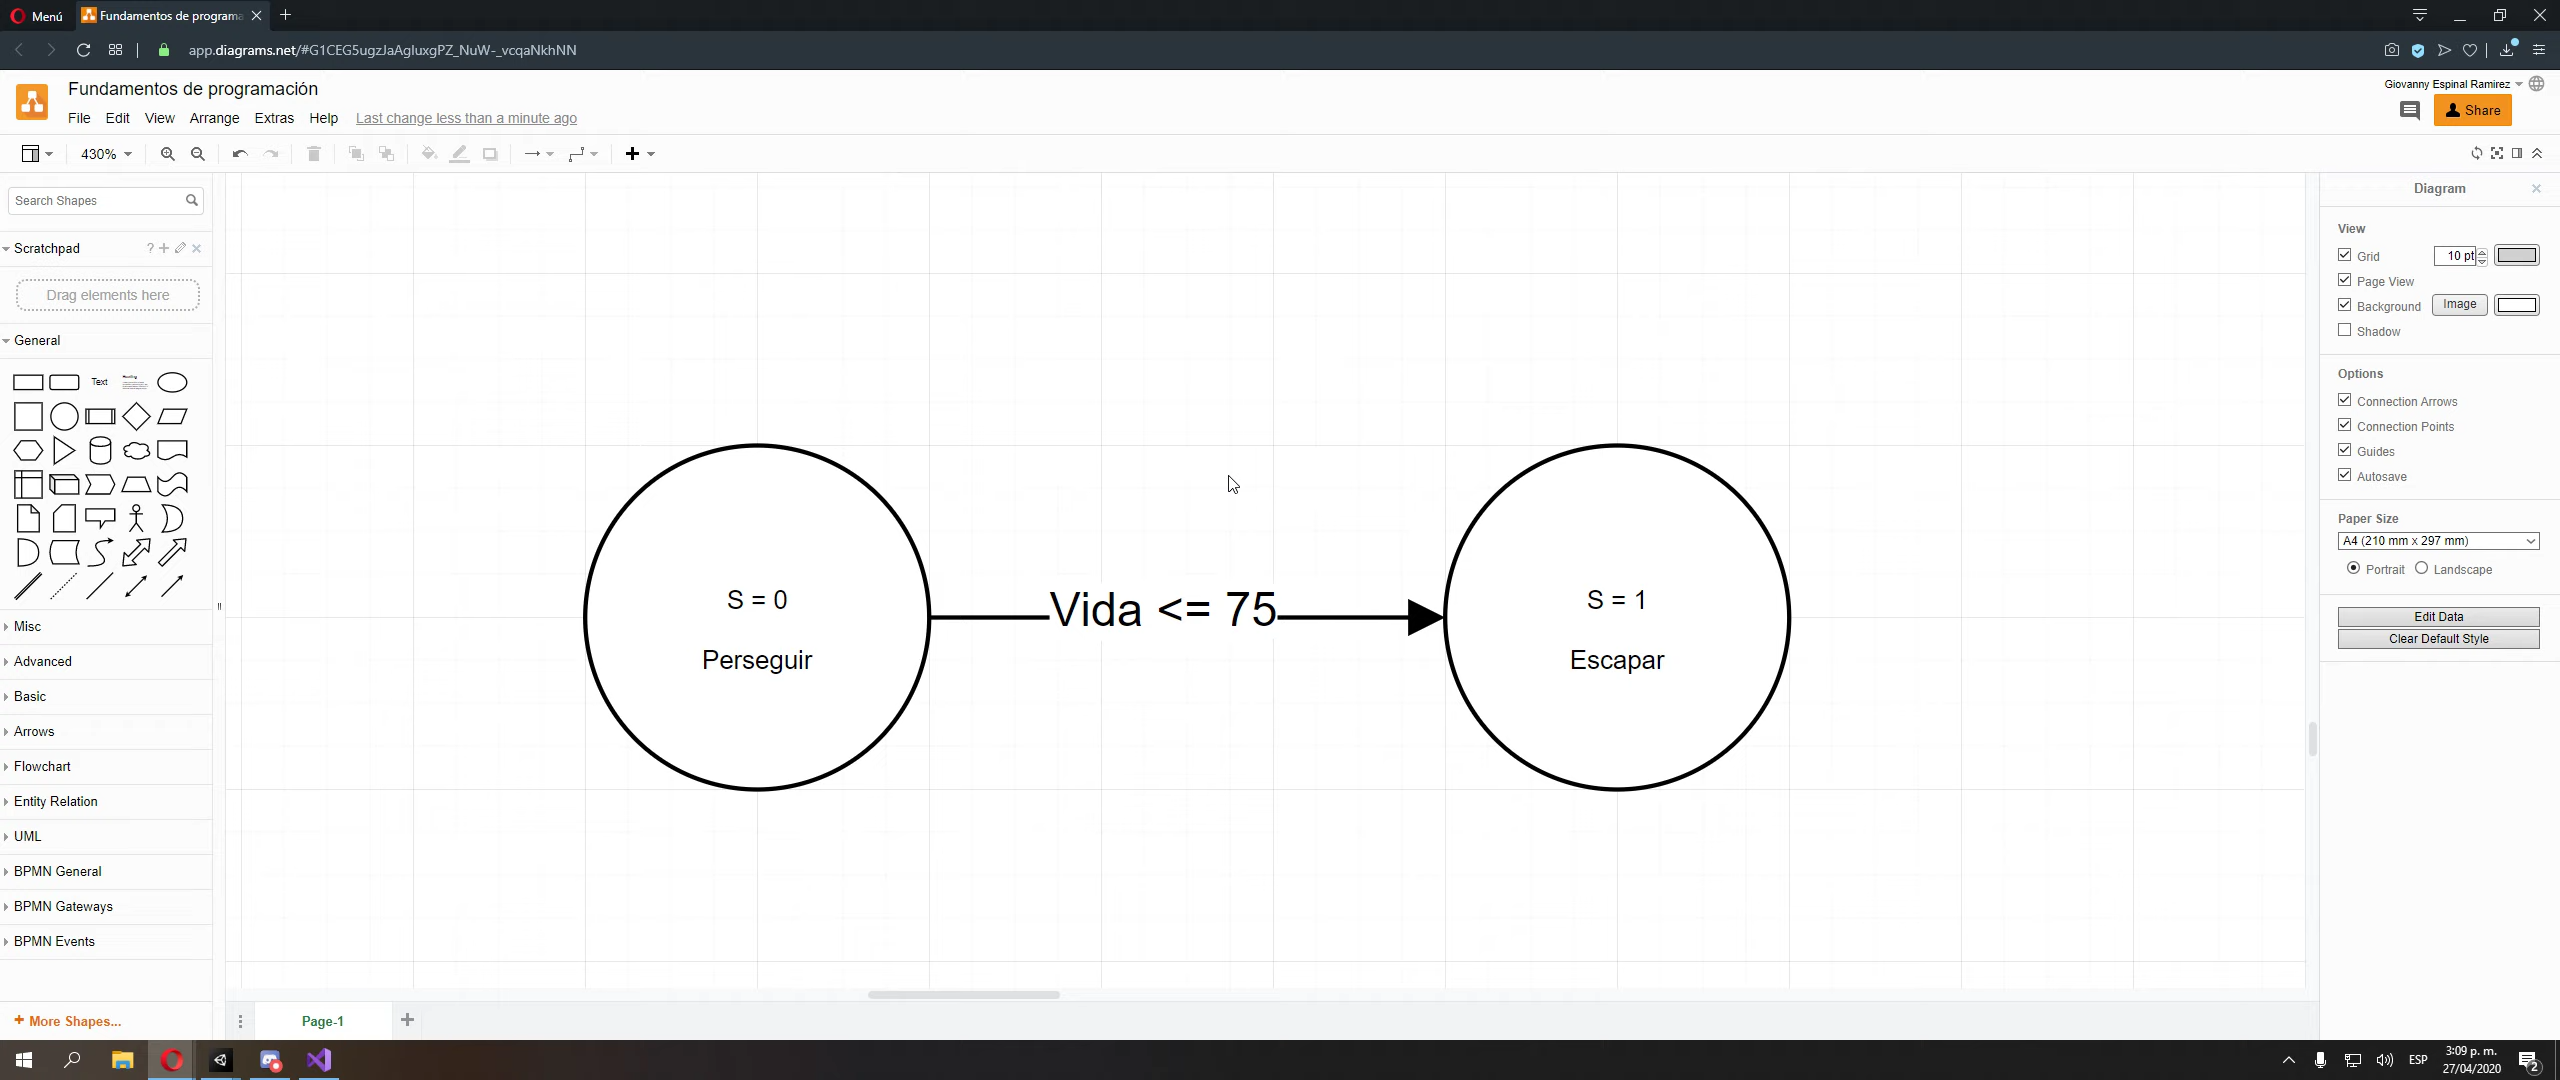 Menú
Fundamentos de programa
app.diagrams.net/#G1CEG5ugzJaAgluxgPZ_NuW-_vcqaNkhNN
Fundamentos de programación
Giovanny Espinal Ramirez
File Edit View Arrange Extras Help Last change less than a minute ago
Share
430%
Search Shapes
Scratchpad
?
Drag elements here
General
Text
Heading
Misc
Advanced
Basic
Arrows
Flowchart
Entity Relation
UML
BPMN General
BPMN Gateways
BPMN Events
+ More Shapes...
S = 0
Perseguir
Vida <= 75
S = 1
Escapar
Page-1
Diagram
View
Grid 10 pt
Page View
Background Image
Shadow
Options
Connection Arrows
Connection Points
Guides
Autosave
Paper Size
A4 (210 mm x 297 mm)
Portrait Landscape
Edit Data
Clear Default Style
ESP
3:09 p. m.
27/04/2020
2